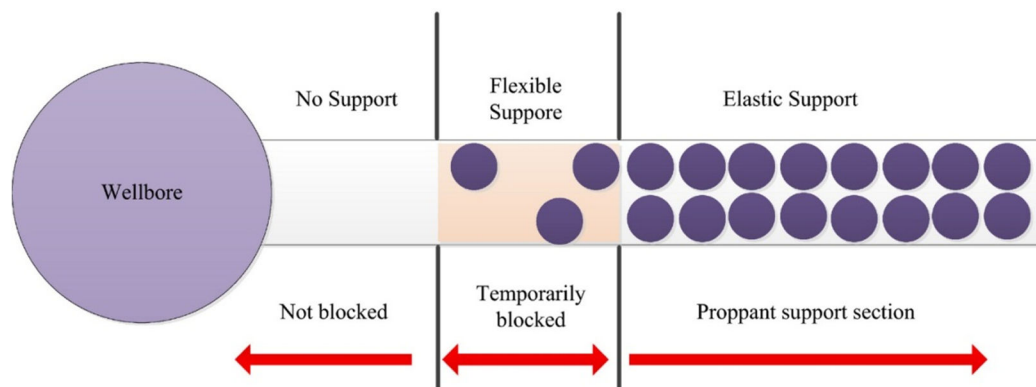 No Support
Flexible
Suppore
Elastic Support
Wellbore
Not blocked
Temporarily
blocked
Proppant support section